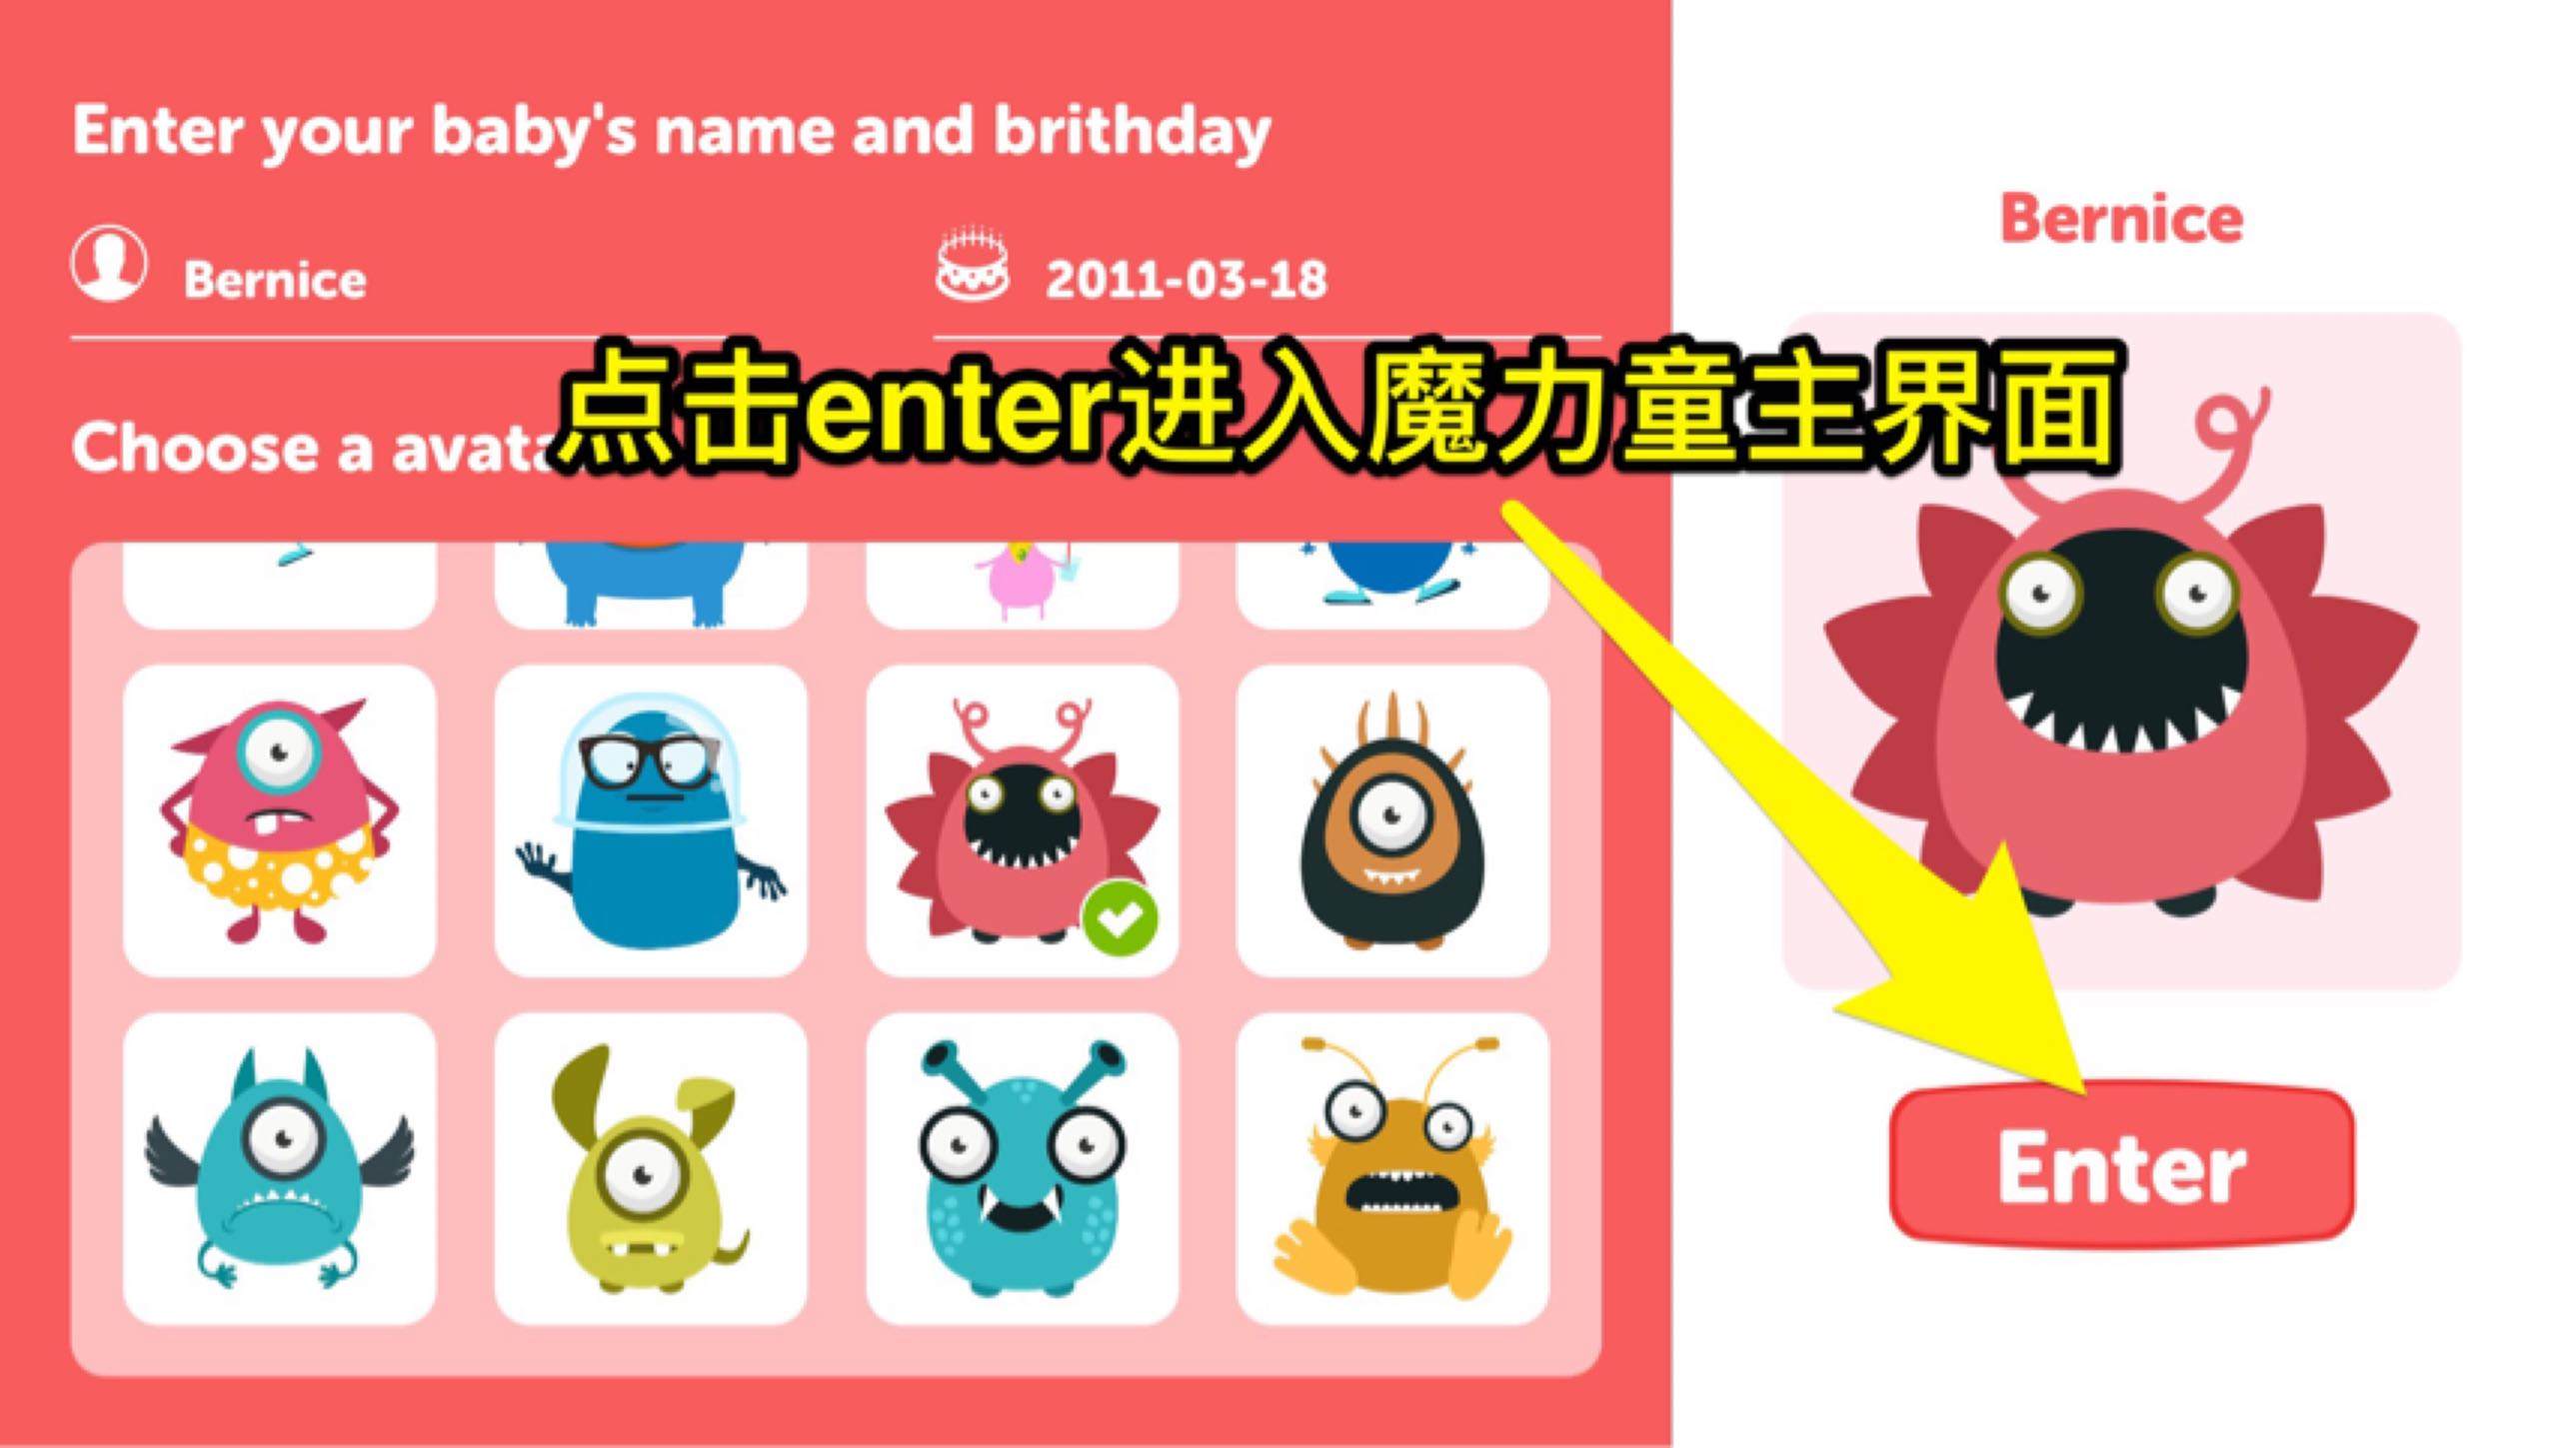 Enter your baby's name and brithday
Bernice
2011-03-18
Bernice
点击enter进入魔力童主界面
Choose a avata
Enter